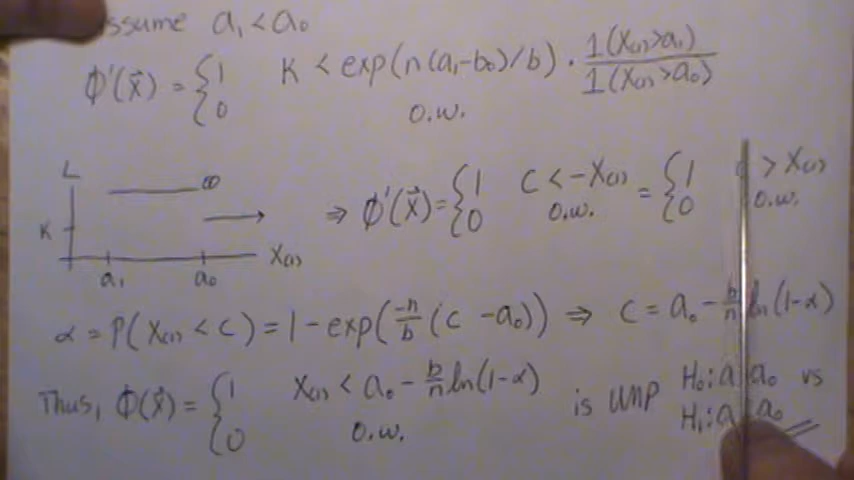 ssume a₁ < a₀
ϕ'(x⃗) = { 1 K < exp(n(a₁-b₀)/b) · 1(X₍₁₎>a₁) / 1(X₍₁₎>a₀)
0 o.w.
L
∞
K
a₁ a₀ X₍₁₎
⇒ ϕ'(x⃗) = { 1 C < -X₍₁₎ = { 1 > X₍₁₎
0 o.w. 0 o.w.
α = P(X₍₁₎ < c) = 1 - exp(-n/b (c - a₀)) ⇒ c = a₀ - b/n ln(1-α)
Thus, ϕ(x⃗) = { 1 X₍₁₎ < a₀ - b/n ln(1-α) is UMP H₀: a a₀ vs
0 o.w. H₁: a a₀